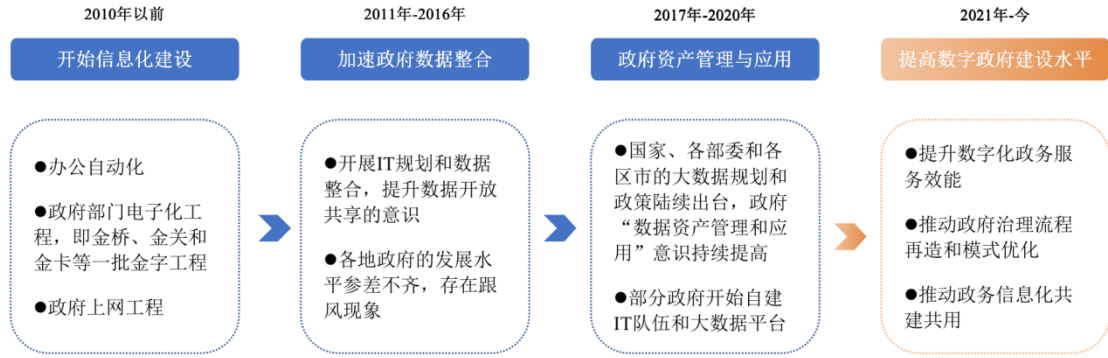 2010年以前
2011年-2016年
2017年-2020年
2021年-今
开始信息化建设
加速政府数据整合
政府资产管理与应用
提高数字政府建设水平
●办公自动化
●政府部门电子化工
程，即金桥、金关和
金卡等一批金字工程
●政府上网工程
●开展IT规划和数据
整合，提升数据开放
共享的意识
●各地政府的发展水
平参差不齐，存在跟
风现象
●国家、各部委和各
区市的大数据规划和
政策陆续出台，政府
“数据资产管理和应
用”意识持续提高
●部分政府开始自建
IT队伍和大数据平台
●提升数字化政务服
务效能
●推动政府治理流程
再造和模式优化
●推动政务信息化共
建共用